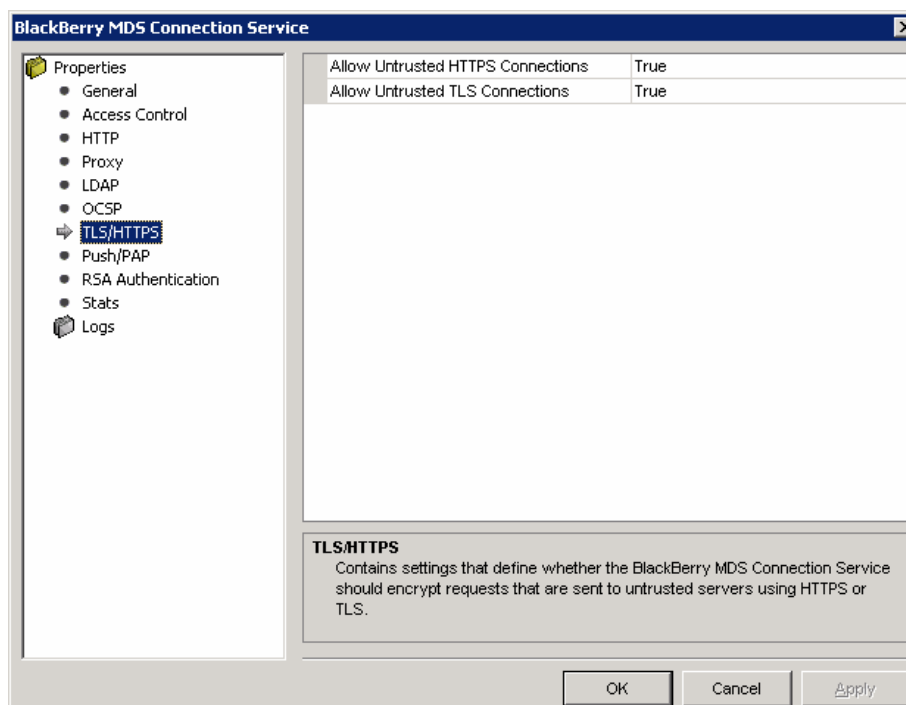 BlackBerry MDS Connection Service
Properties
General
Access Control
HTTP
Proxy
LDAP
OCSP
TLS/HTTPS
Push/PAP
RSA Authentication
Stats
Logs
Allow Untrusted HTTPS Connections True
Allow Untrusted TLS Connections True
TLS/HTTPS
Contains settings that define whether the BlackBerry MDS Connection Service
should encrypt requests that are sent to untrusted servers using HTTPS or
TLS.
OK Cancel Apply